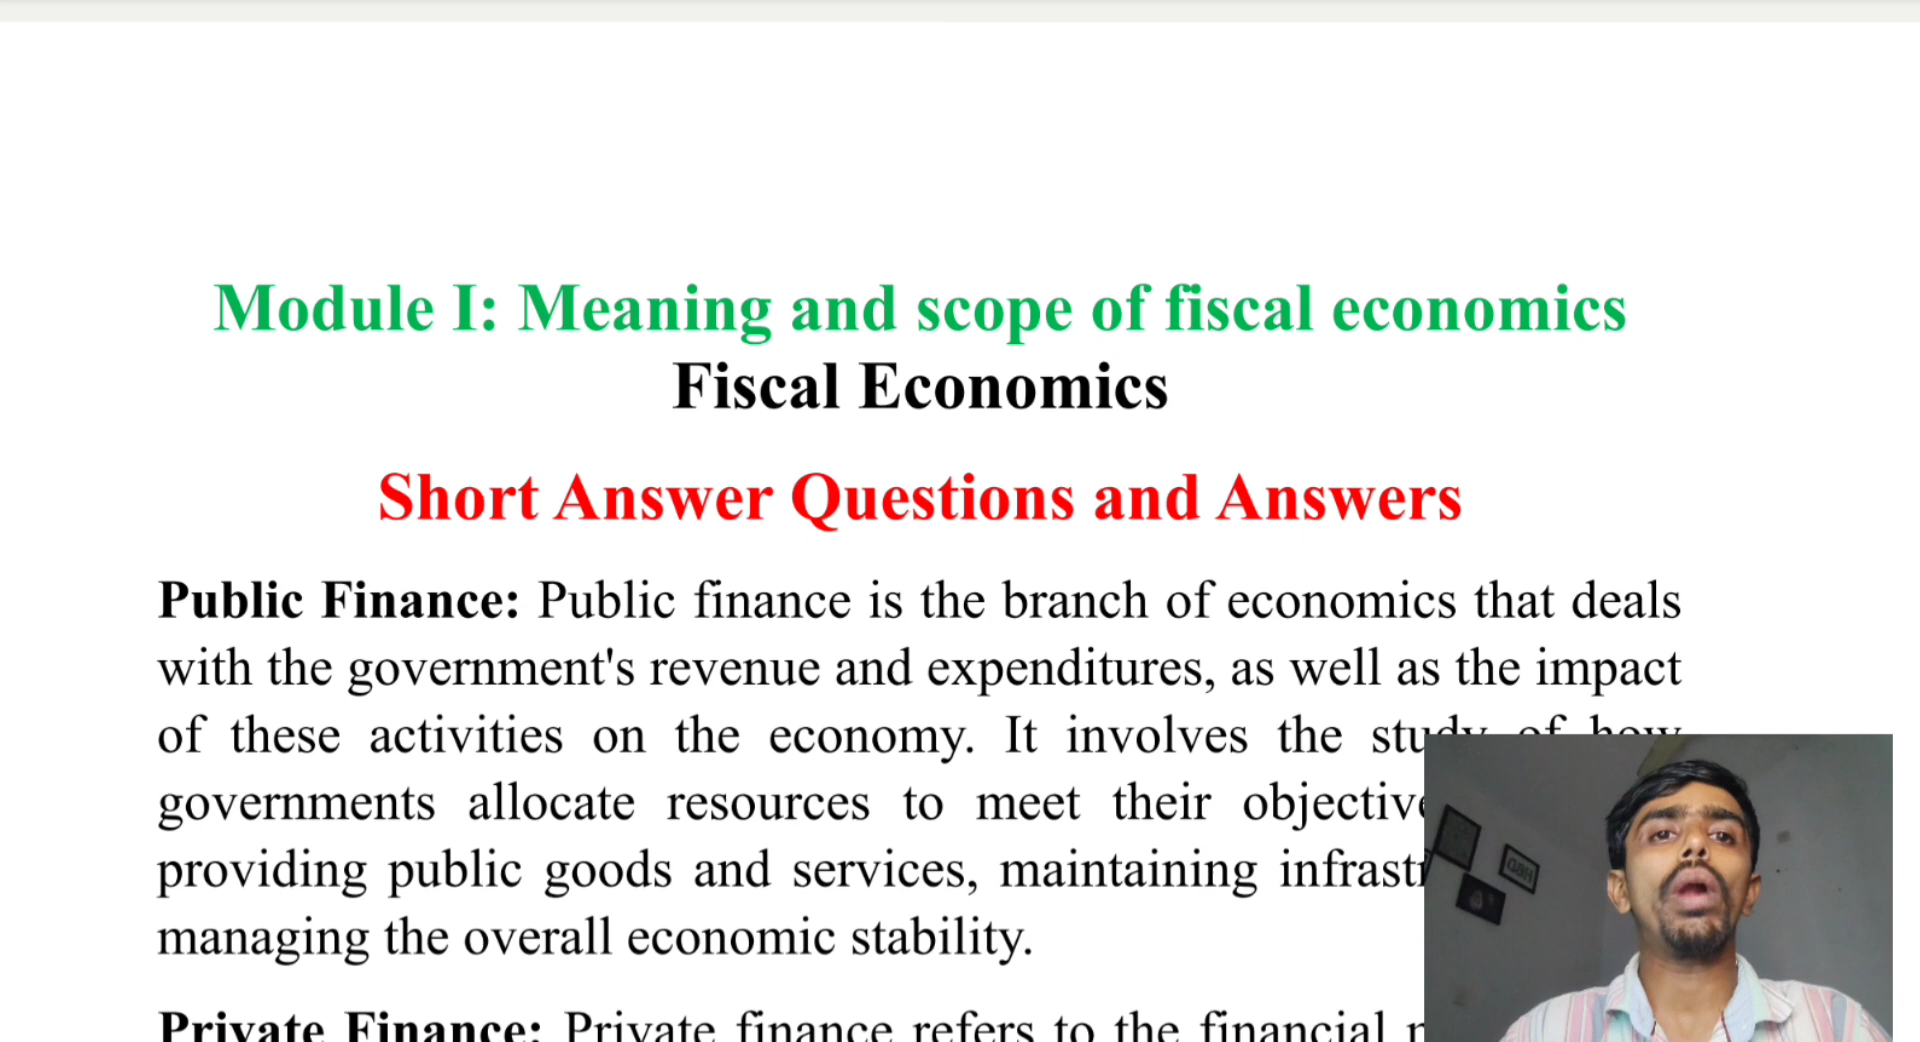 Module I: Meaning and scope of fiscal economics
Fiscal Economics
Short Answer Questions and Answers
Public Finance: Public finance is the branch of economics that deals
with the government's revenue and expenditures, as well as the impact
of these activities on the economy. It involves the study of how
governments allocate resources to meet their
providing public goods and services, maintaining
managing the overall economic stability.
Private Finance: Private finance refers to the financial